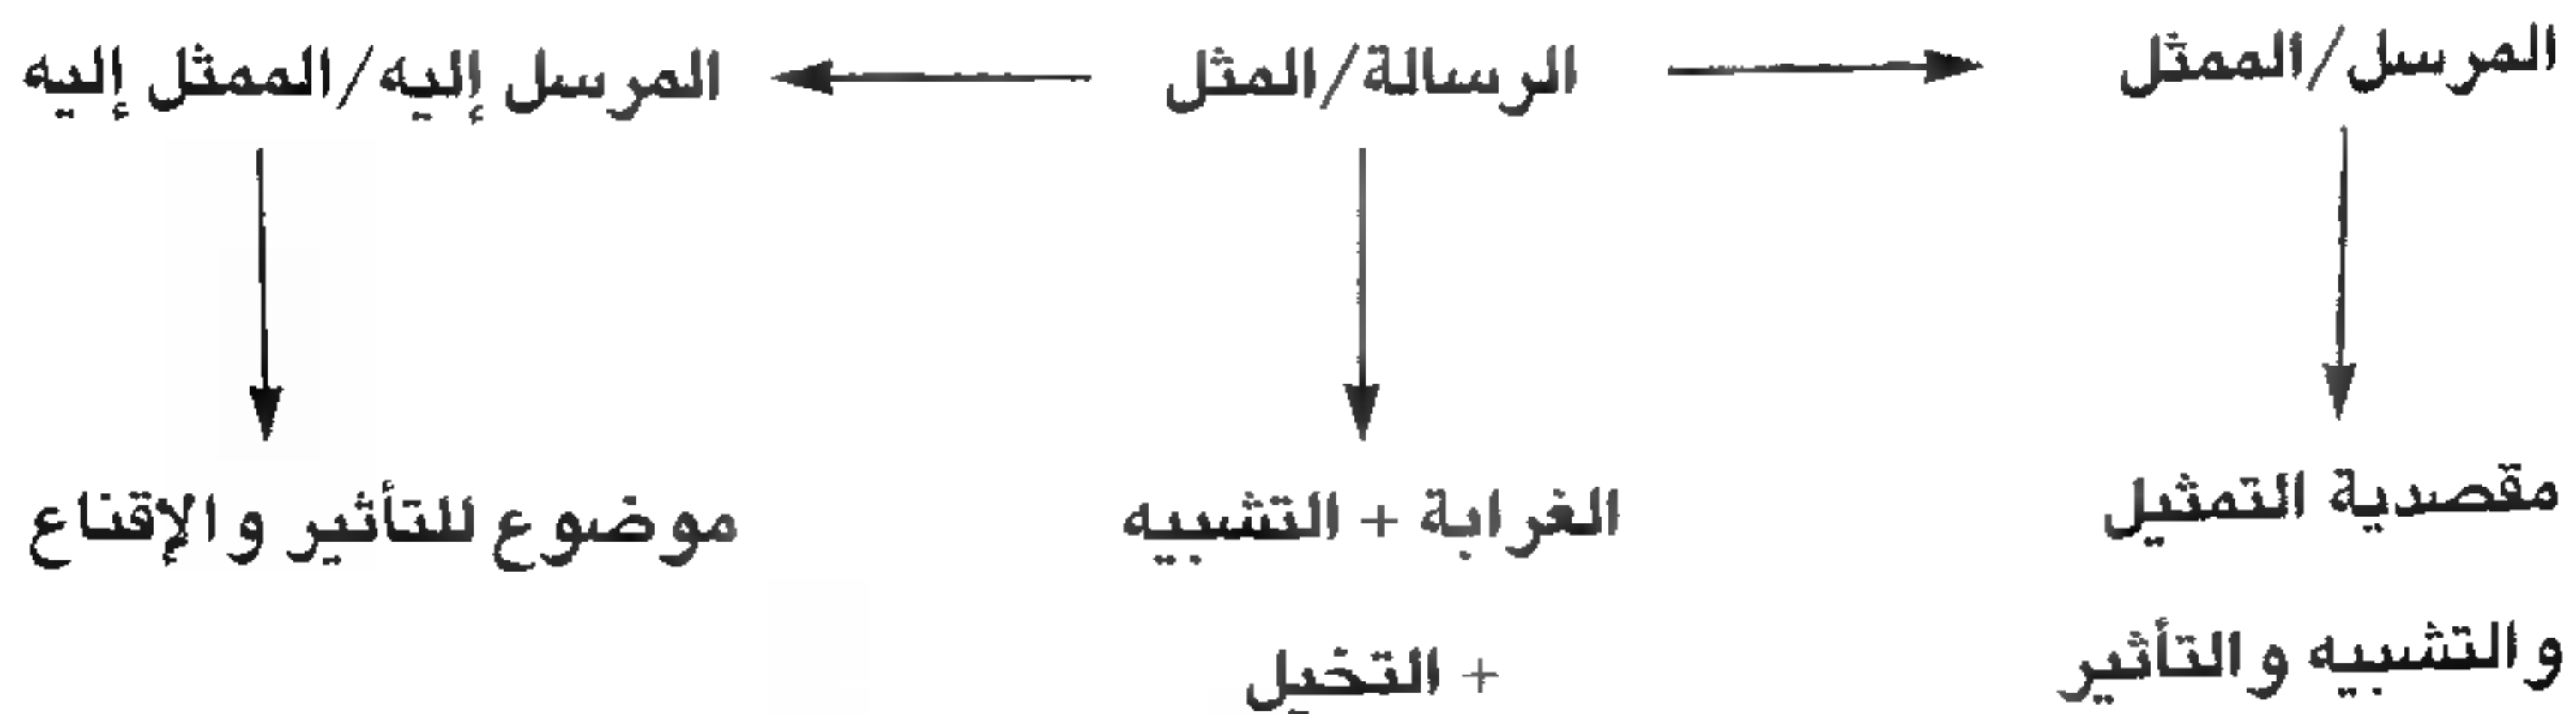 المرسل/الممثل
الرسالة/المثل
المرسل إليه/الممثل إليه
مقصدية التمثيل
والتشبيه والتأثير
الغرابة + التشبيه
+ التخيل
موضوع للتأثير والإقناع